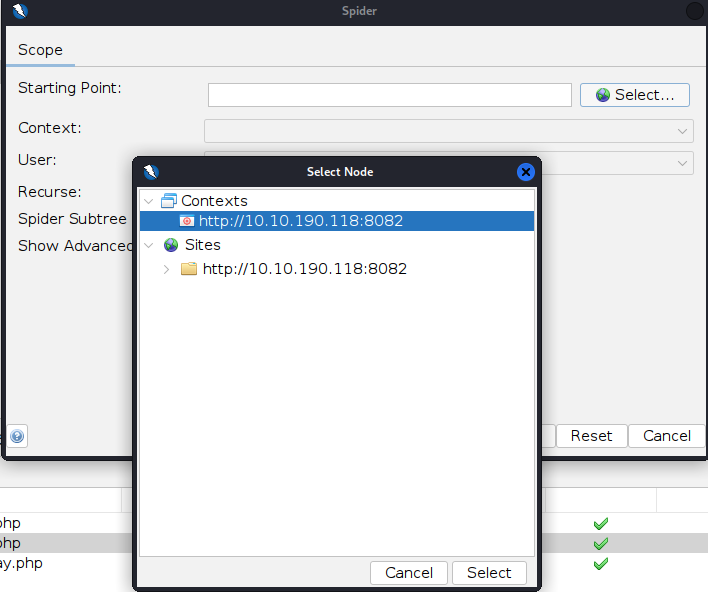 Spider
Scope
Starting Point:
Select...
Context:
User:
Select Node
Recurse:
Contexts
Spider Subtree
http://10.10.190.118:8082
Show Advanced
Sites
http://10.10.190.118:8082
Reset
Cancel
php
php
ay.php
Cancel
Select